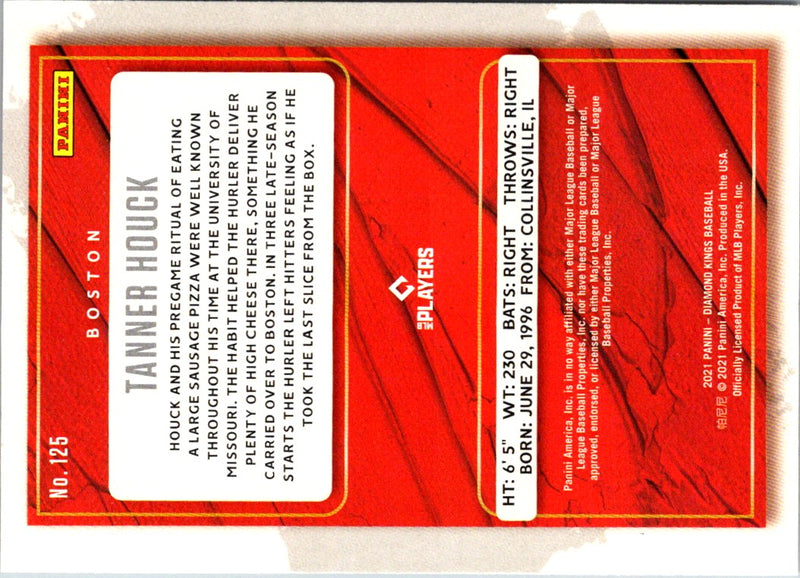 No. 125
PANINI
BOSTON
TANNER HOUCK
HOUCK AND HIS PREGAME RITUAL OF EATING
A LARGE SAUSAGE PIZZA WERE WELL KNOWN
THROUGHOUT HIS TIME AT THE UNIVERSITY OF
MISSOURI. THE HABIT HELPED THE HURLER DELIVER
PLENTY OF HIGH CHEESE THERE, SOMETHING HE
CARRIED OVER TO BOSTON. IN THREE LATE-SEASON
STARTS THE HURLER LEFT HITTERS FEELING AS IF HE
TOOK THE LAST SLICE FROM THE BOX.
MLB PLAYERS
HT: 6' 5" WT: 230 BATS: RIGHT THROWS: RIGHT
BORN: JUNE 29, 1996 FROM: COLLINSVILLE, IL
Panini America, Inc. is in no way affiliated with either Major League Baseball or Major
League Baseball Properties, Inc. nor have these trading cards been prepared,
approved, endorsed, or licensed by either Major League Baseball or Major League
Baseball Properties, Inc.
2021 PANINI – DIAMOND KINGS BASEBALL
帕尼尼 © 2021 Panini America, Inc. Produced in the USA.
Officially Licensed Product of MLB Players, Inc.